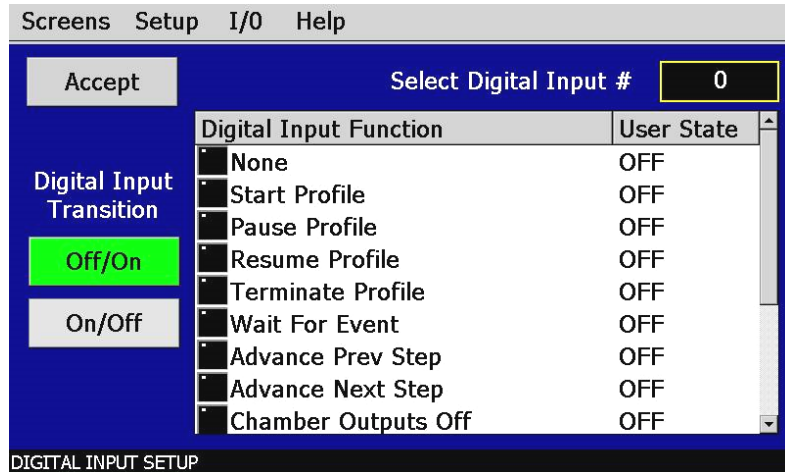 Screens Setup I/O Help
Accept
Select Digital Input # 0
Digital Input Function User State
Digital Input
Transition
Off/On
On/Off
None OFF
Start Profile OFF
Pause Profile OFF
Resume Profile OFF
Terminate Profile OFF
Wait For Event OFF
Advance Prev Step OFF
Advance Next Step OFF
Chamber Outputs Off OFF
DIGITAL INPUT SETUP